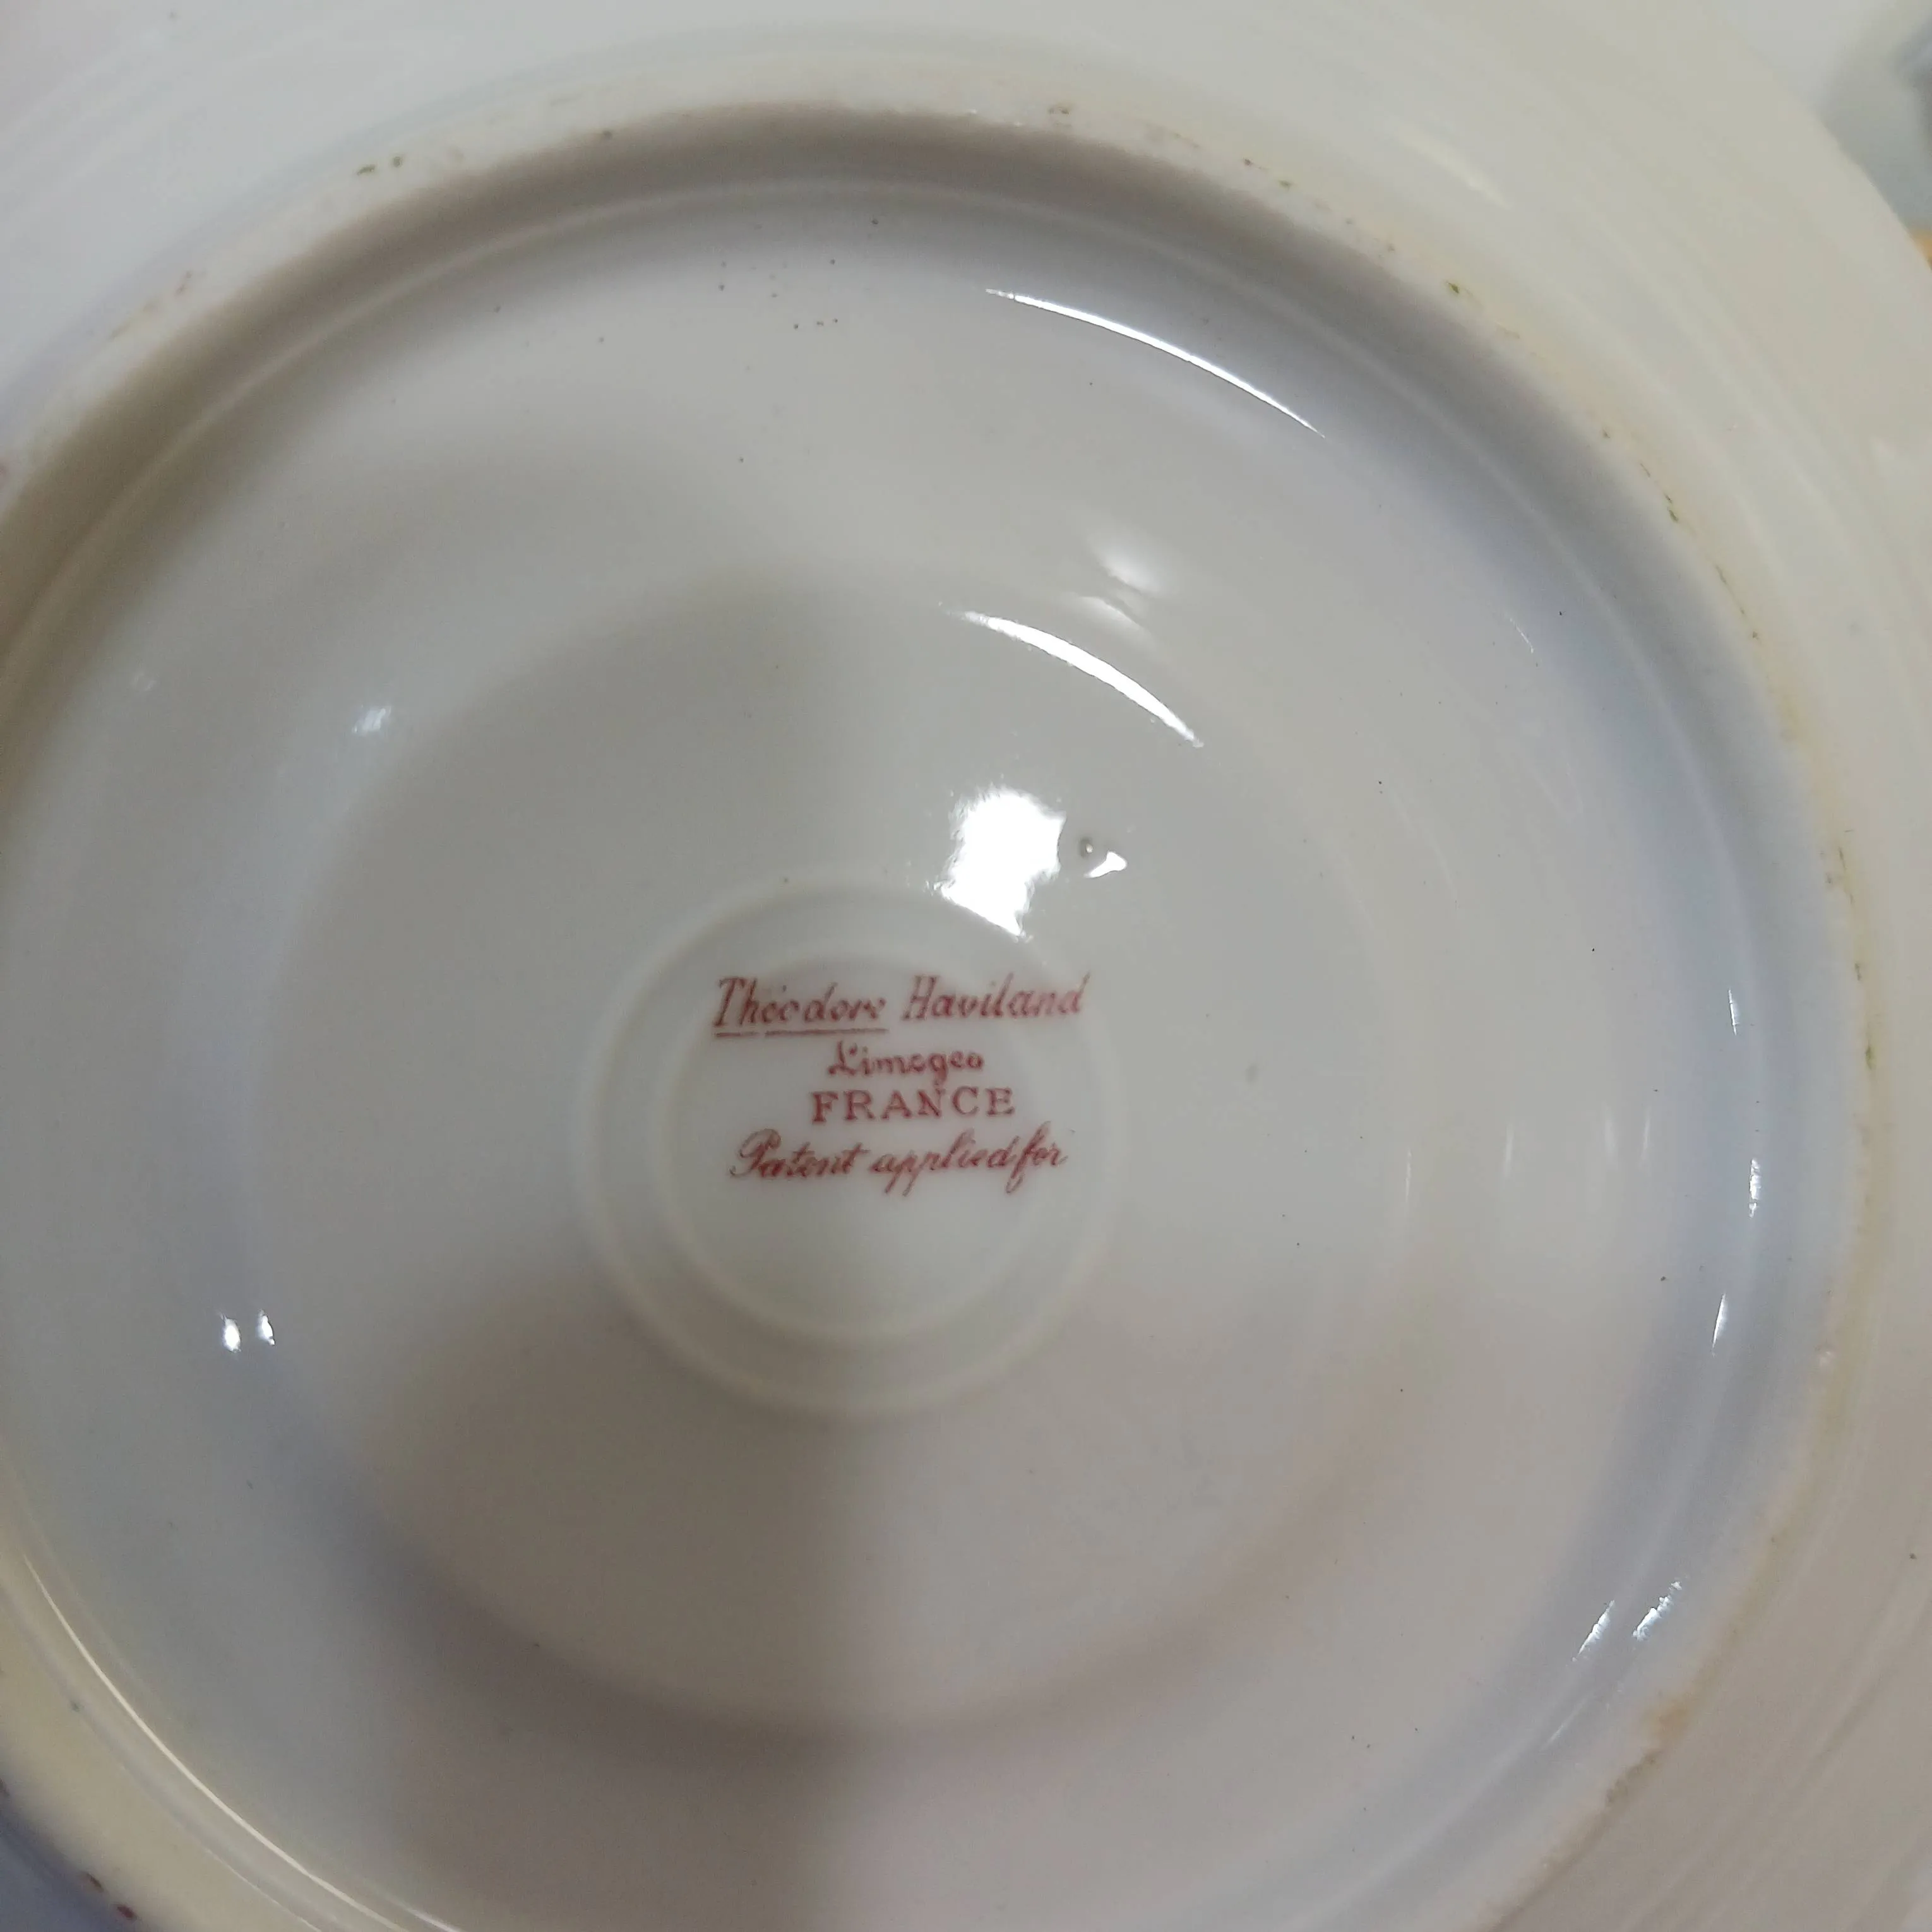 Théodore Haviland
Limoges
FRANCE
Patent applied for